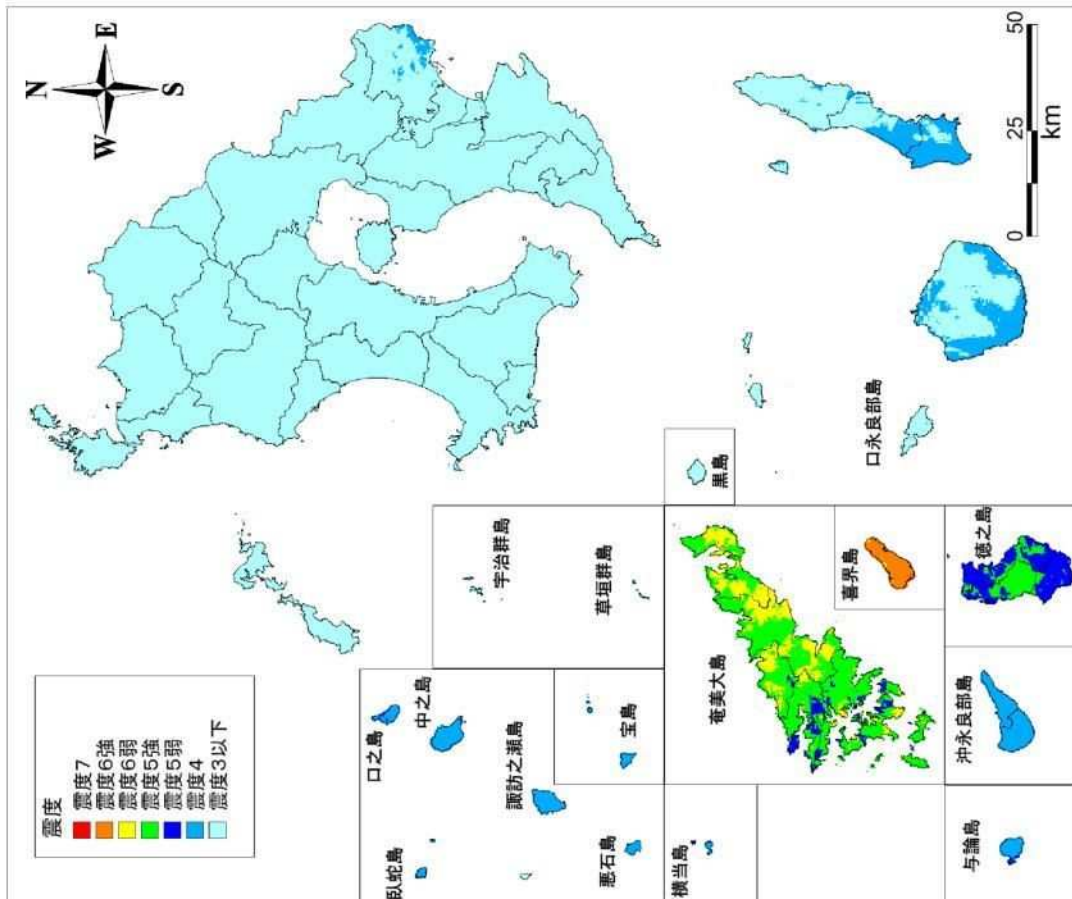 N
W
E
S
震度
震度7
震度6強
震度6弱
震度5強
震度5弱
震度4
震度3以下
口之島
中之島
臥蛇島
諏訪之瀬島
悪石島
宝島
横当島
宇治群島
草垣群島
黒島
口永良部島
奄美大島
喜界島
徳之島
沖永良部島
与論島
0
25
50
km